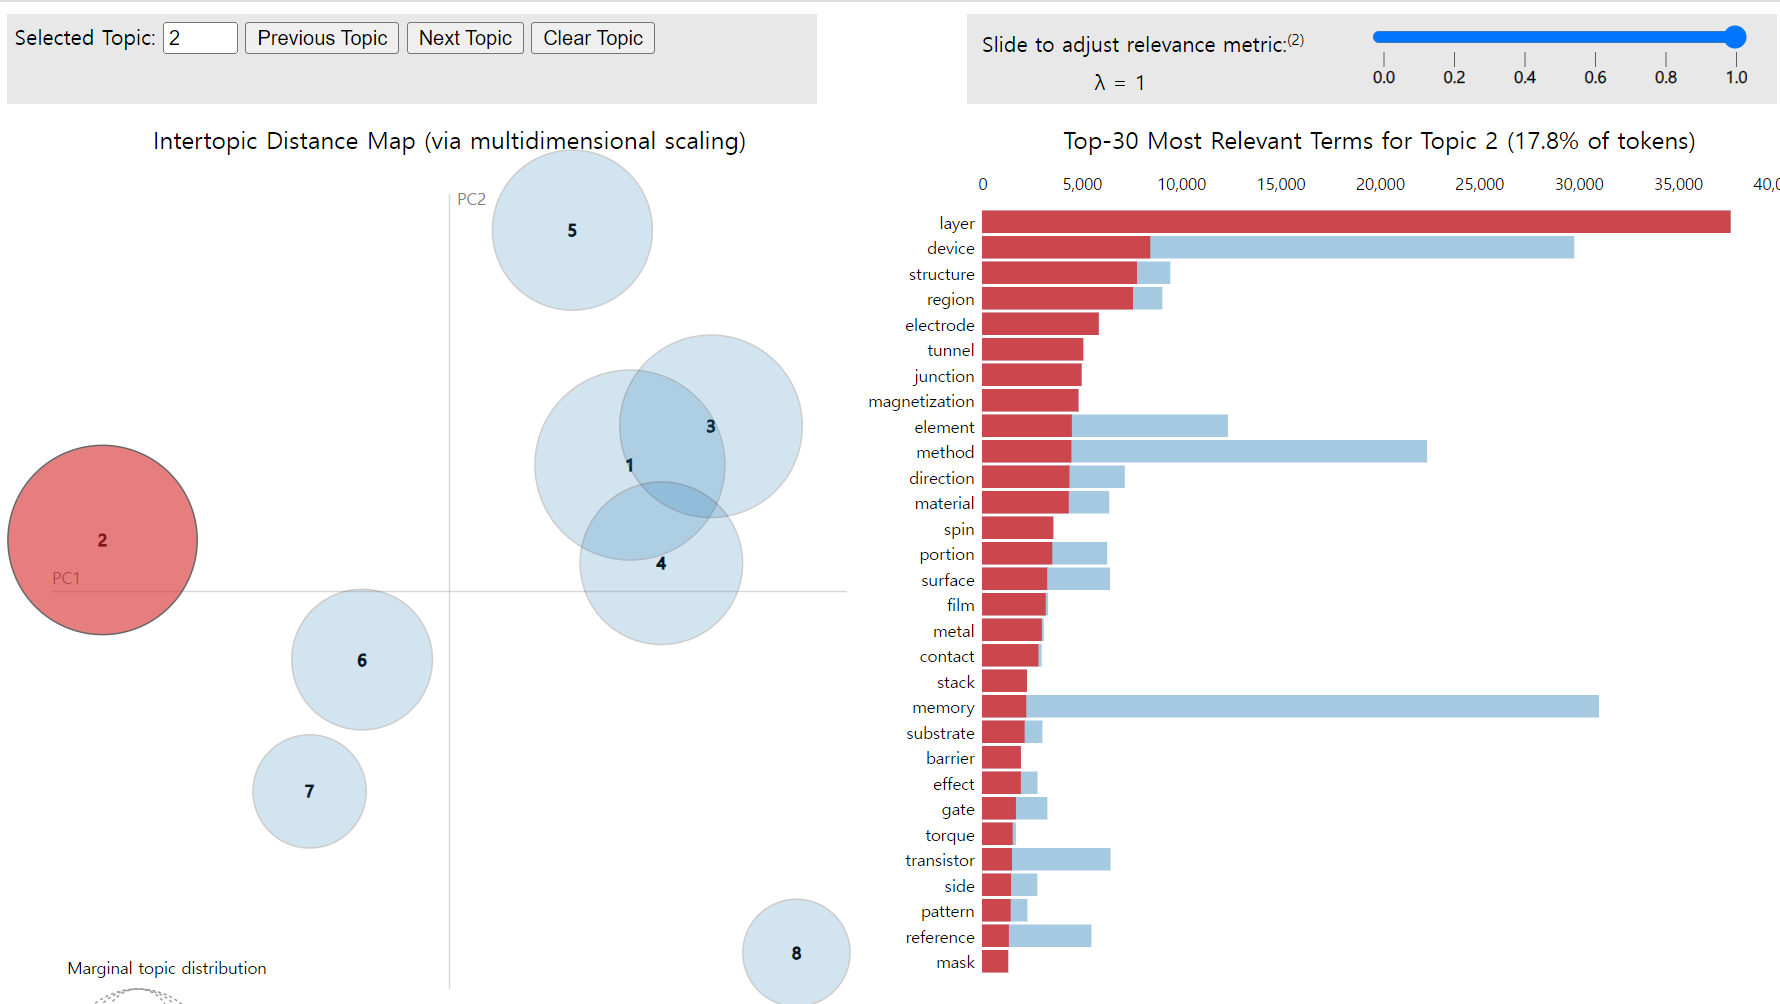 Selected Topic: 2 Previous Topic Next Topic Clear Topic
Slide to adjust relevance metric:(2)
λ = 1
0.0 0.2 0.4 0.6 0.8 1.0
Intertopic Distance Map (via multidimensional scaling)
PC2
5
3
1
2
4
PC1
6
7
8
Marginal topic distribution
Top-30 Most Relevant Terms for Topic 2 (17.8% of tokens)
0 5,000 10,000 15,000 20,000 25,000 30,000 35,000 40,0
layer
device
structure
region
electrode
tunnel
junction
magnetization
element
method
direction
material
spin
portion
surface
film
metal
contact
stack
memory
substrate
barrier
effect
gate
torque
transistor
side
pattern
reference
mask